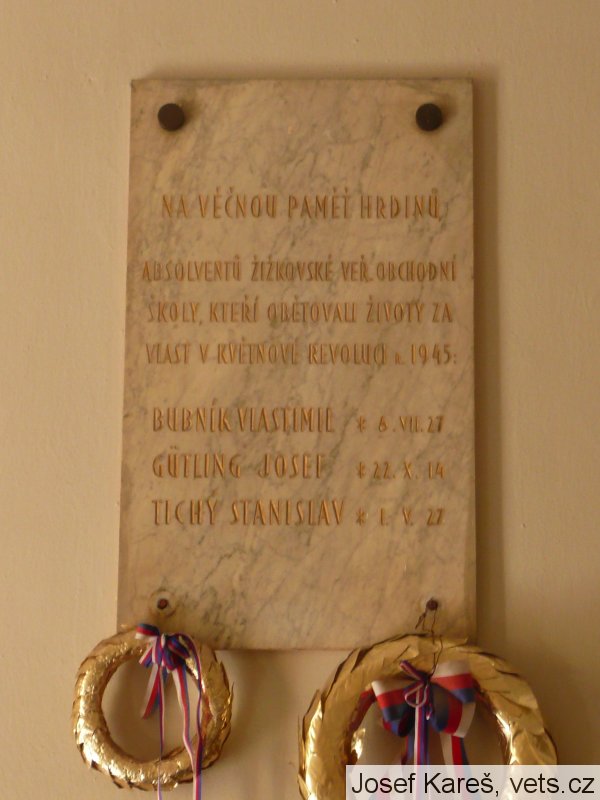 NA VĚČNOU PAMĚŤ HRDINŮ,
ABSOLVENTŮ ŽIŽKOVSKÉ VEŘ. OBCHODNÍ
ŠKOLY, KTEŘÍ OBĚTOVALI ŽIVOTY ZA
VLAST V KVĚTNOVÉ REVOLUCI R. 1945:
BUBNÍK VLASTIMIL * 6. VII. 27
GÜTLING JOSEF * 22. X. 14
TICHÝ STANISLAV * 1. V. 27
Josef Kareš, vets.cz